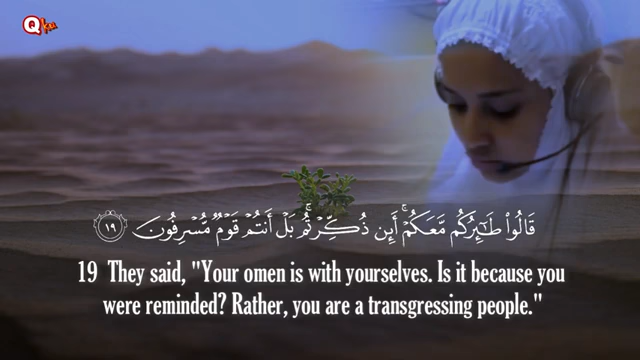 Q
قَالُوا۟ طَـٰٓئِرُكُم مَّعَكُمْ ۚ أَئِن ذُكِّرْتُم ۚ بَلْ أَنتُمْ قَوْمٌ مُّسْرِفُونَ ١٩
19 They said, "Your omen is with yourselves. Is it because you
were reminded? Rather, you are a transgressing people."